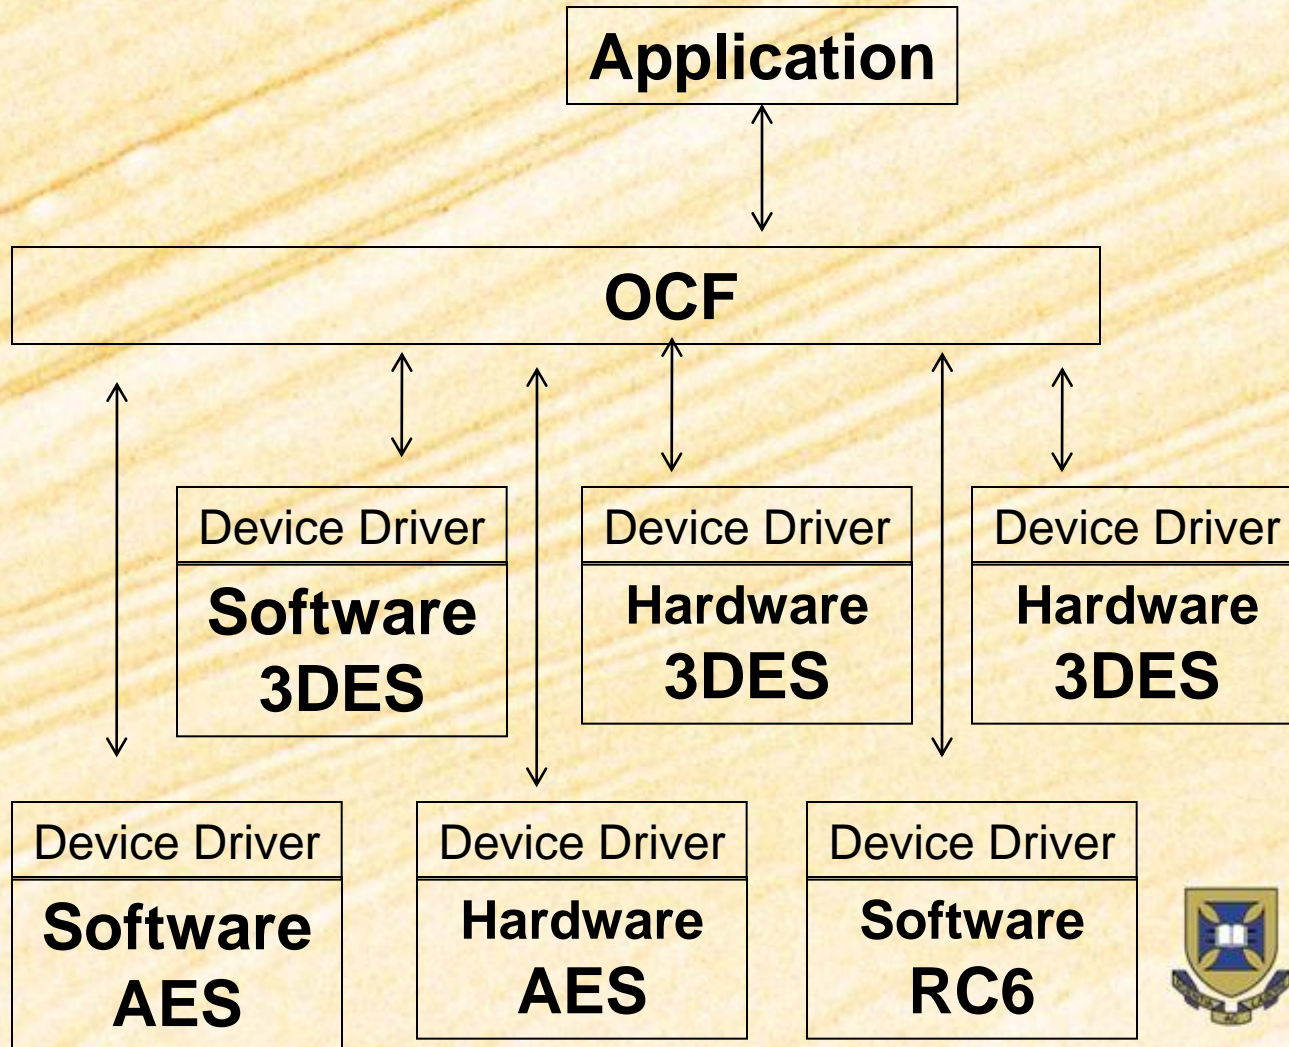 Application
OCF
Device Driver
Software
3DES
Device Driver
Hardware
3DES
Device Driver
Hardware
3DES
Device Driver
Software
AES
Device Driver
Hardware
AES
Device Driver
Software
RC6